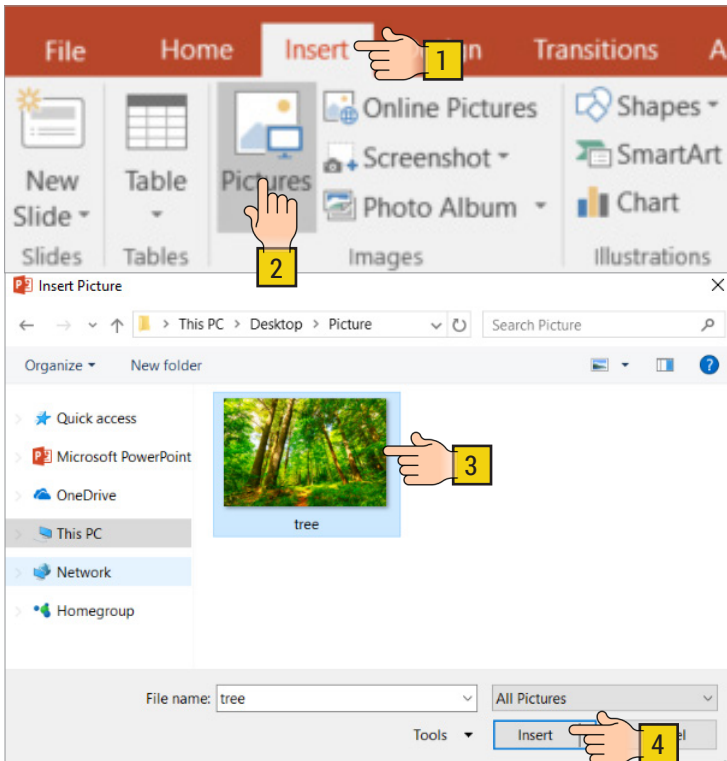 File Home Insert Transitions A
1
New Slide
Table
Pictures
Online Pictures
Screenshot
Photo Album
Shapes
SmartArt
Chart
2
Slides Tables Images Illustrations
Insert Picture
This PC > Desktop > Picture
Search Picture
Organize New folder
?
Quick access
Microsoft PowerPoint
OneDrive
This PC
Network
Homegroup
tree
3
File name: tree All Pictures
Tools Insert
4